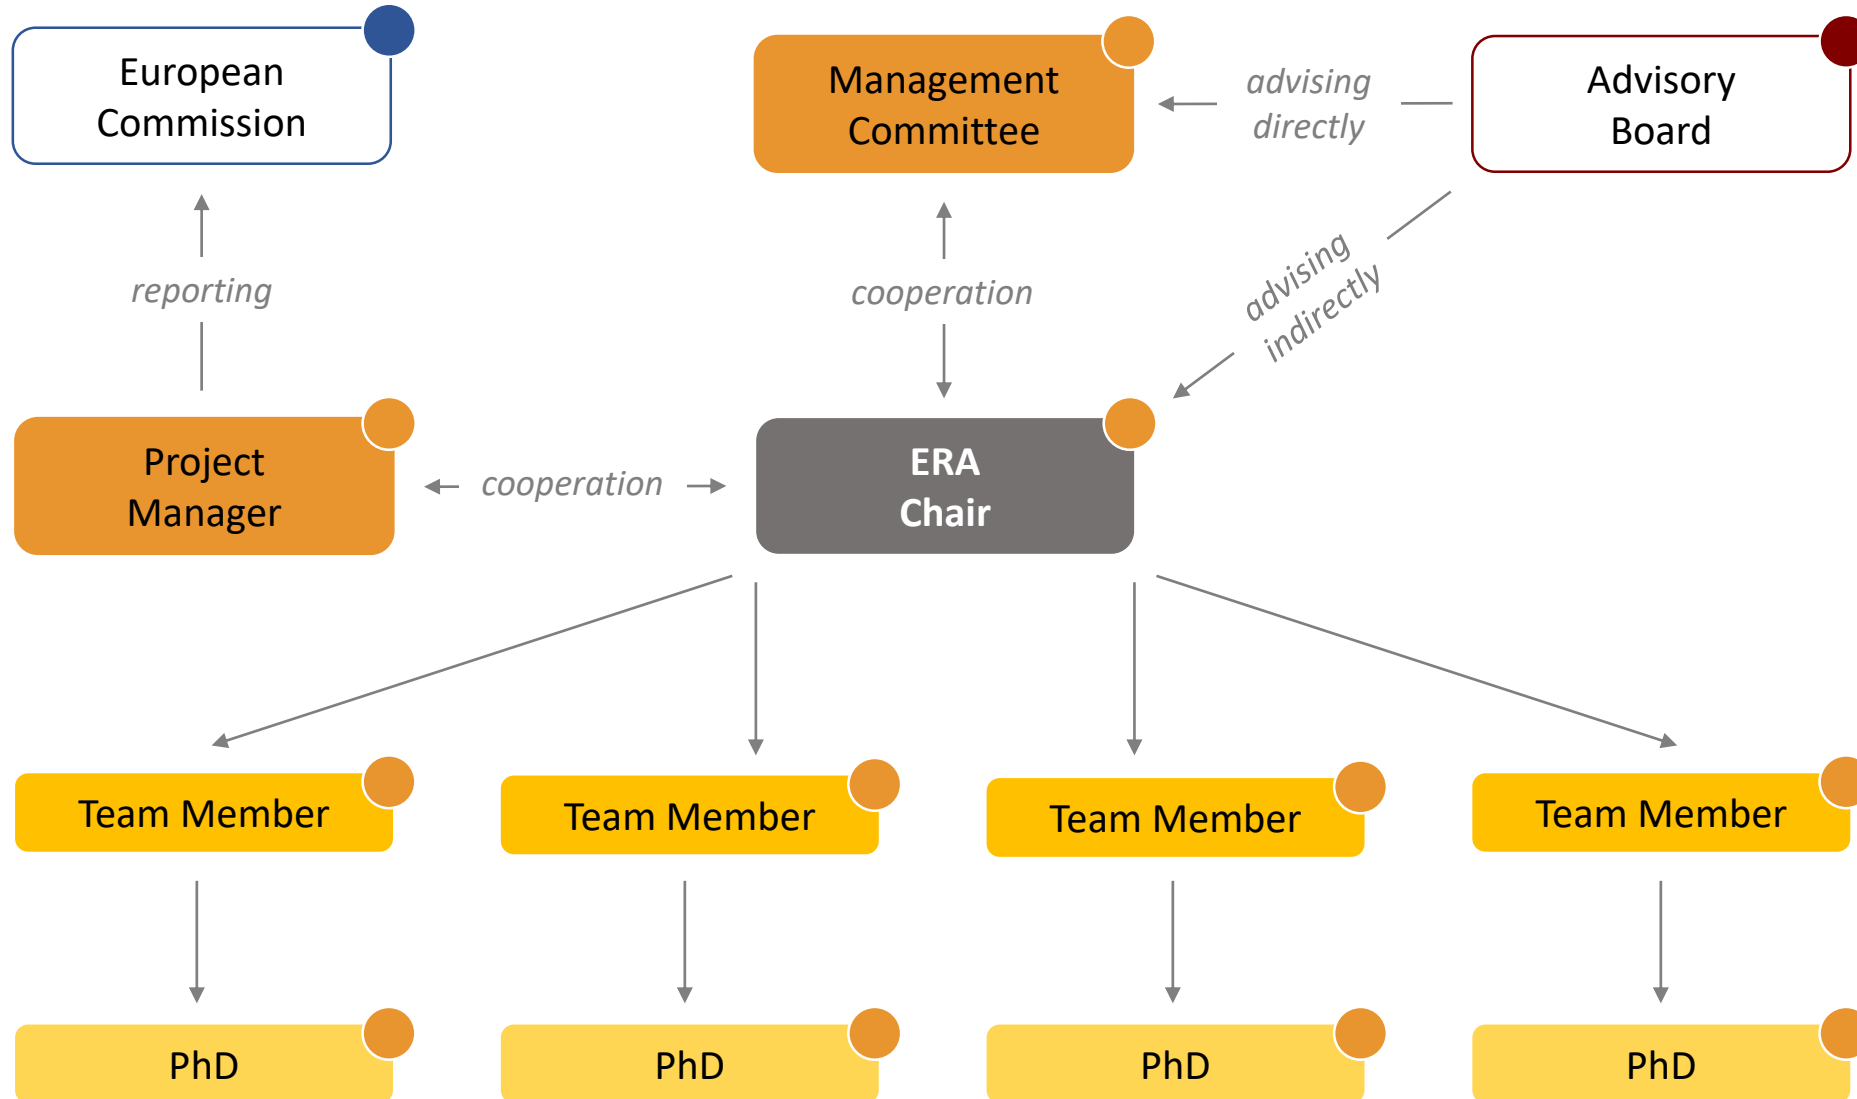 European
Commission
Management
Committee
advising
directly
Advisory
Board
reporting
cooperation
advising
indirectly
Project
Manager
cooperation
ERA
Chair
Team Member
Team Member
Team Member
Team Member
PhD
PhD
PhD
PhD